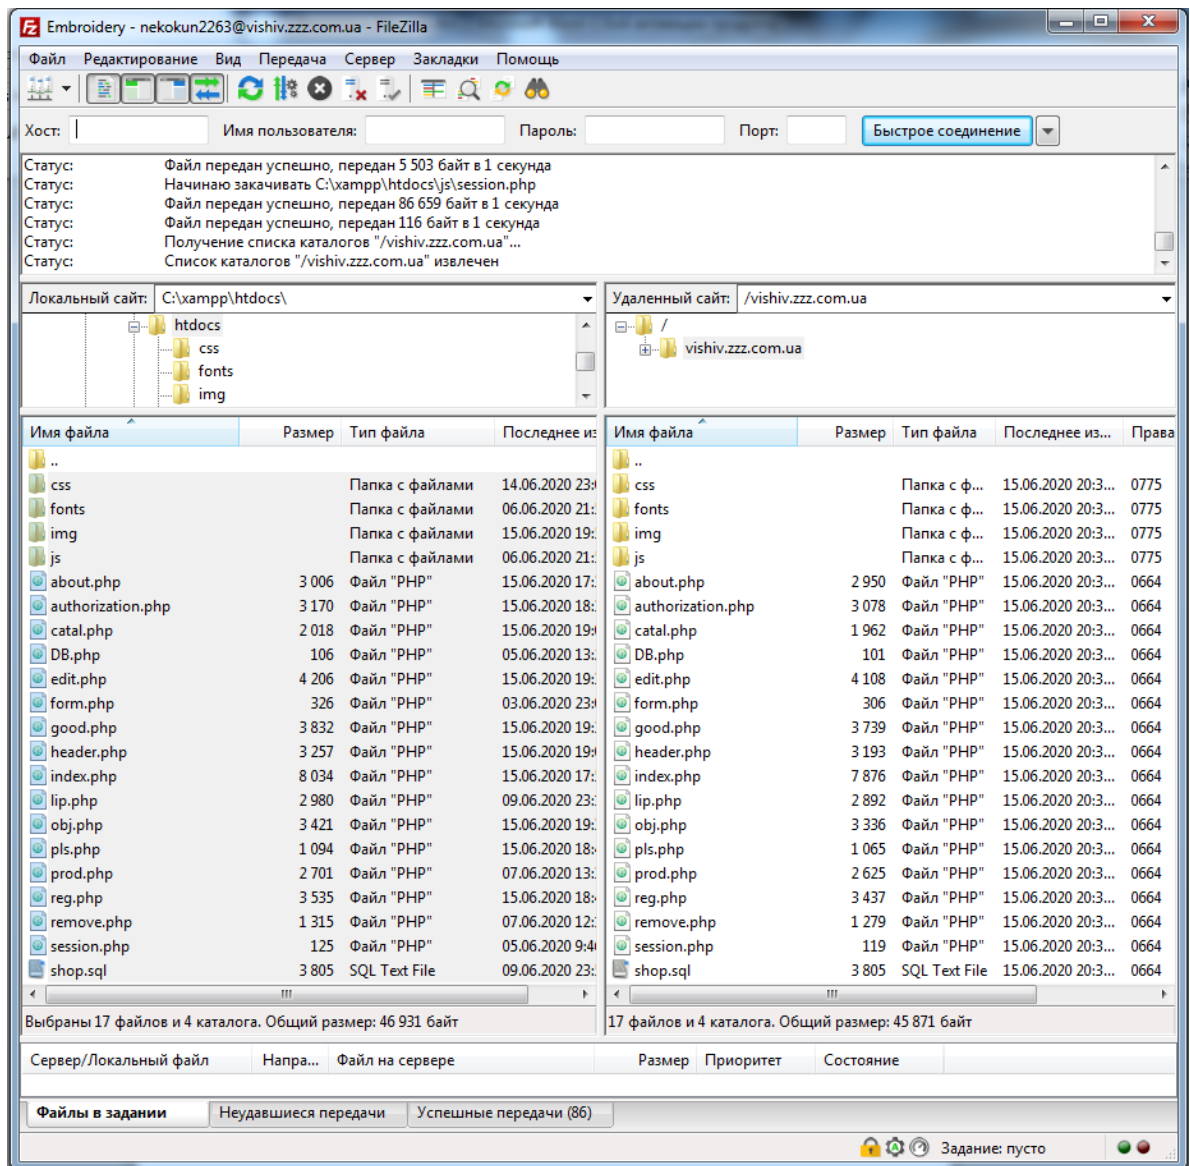 Embroidery - nekokun2263@vishiv.zzz.com.ua - FileZilla
Файл Редактирование Вид Передача Сервер Закладки Помощь
Хост: Имя пользователя: Пароль: Порт: Быстрое соединение
Статус: Файл передан успешно, передан 5 503 байт в 1 секунда
Статус: Начинаю закачивать C:\xampp\htdocs\js\session.php
Статус: Файл передан успешно, передан 86 659 байт в 1 секунда
Статус: Файл передан успешно, передан 116 байт в 1 секунда
Статус: Получение списка каталогов "/vishiv.zzz.com.ua"...
Статус: Список каталогов "/vishiv.zzz.com.ua" извлечен
Локальный сайт: C:\xampp\htdocs\
htdocs
css
fonts
img
Удаленный сайт: /vishiv.zzz.com.ua
/
vishiv.zzz.com.ua
Имя файла Размер Тип файла Последнее из
..
css Папка с файлами 14.06.2020 23:
fonts Папка с файлами 06.06.2020 21:
img Папка с файлами 15.06.2020 19:
js Папка с файлами 06.06.2020 21:
about.php 3 006 Файл "PHP" 15.06.2020 17:
authorization.php 3 170 Файл "PHP" 15.06.2020 18:
catal.php 2 018 Файл "PHP" 15.06.2020 19:
DB.php 106 Файл "PHP" 05.06.2020 13:
edit.php 4 206 Файл "PHP" 15.06.2020 19:
form.php 326 Файл "PHP" 03.06.2020 23:
good.php 3 832 Файл "PHP" 15.06.2020 19:
header.php 3 257 Файл "PHP" 15.06.2020 19:
index.php 8 034 Файл "PHP" 15.06.2020 17:
lip.php 2 980 Файл "PHP" 09.06.2020 23:
obj.php 3 421 Файл "PHP" 15.06.2020 19:
pls.php 1 094 Файл "PHP" 15.06.2020 18:
prod.php 2 701 Файл "PHP" 07.06.2020 13:
reg.php 3 535 Файл "PHP" 15.06.2020 18:
remove.php 1 315 Файл "PHP" 07.06.2020 12:
session.php 125 Файл "PHP" 05.06.2020 9:4
shop.sql 3 805 SQL Text File 09.06.2020 23:
Выбраны 17 файлов и 4 каталога. Общий размер: 46 931 байт
Имя файла Размер Тип файла Последнее из... Права
..
css Папка с ф... 15.06.2020 20:3... 0775
fonts Папка с ф... 15.06.2020 20:3... 0775
img Папка с ф... 15.06.2020 20:3... 0775
js Папка с ф... 15.06.2020 20:3... 0775
about.php 2 950 Файл "PHP" 15.06.2020 20:3... 0664
authorization.php 3 078 Файл "PHP" 15.06.2020 20:3... 0664
catal.php 1 962 Файл "PHP" 15.06.2020 20:3... 0664
DB.php 101 Файл "PHP" 15.06.2020 20:3... 0664
edit.php 4 108 Файл "PHP" 15.06.2020 20:3... 0664
form.php 306 Файл "PHP" 15.06.2020 20:3... 0664
good.php 3 739 Файл "PHP" 15.06.2020 20:3... 0664
header.php 3 193 Файл "PHP" 15.06.2020 20:3... 0664
index.php 7 876 Файл "PHP" 15.06.2020 20:3... 0664
lip.php 2 892 Файл "PHP" 15.06.2020 20:3... 0664
obj.php 3 336 Файл "PHP" 15.06.2020 20:3... 0664
pls.php 1 065 Файл "PHP" 15.06.2020 20:3... 0664
prod.php 2 625 Файл "PHP" 15.06.2020 20:3... 0664
reg.php 3 437 Файл "PHP" 15.06.2020 20:3... 0664
remove.php 1 279 Файл "PHP" 15.06.2020 20:3... 0664
session.php 119 Файл "PHP" 15.06.2020 20:3... 0664
shop.sql 3 805 SQL Text File 15.06.2020 20:3... 0664
17 файлов и 4 каталога. Общий размер: 45 871 байт
Сервер/Локальный файл Напра... Файл на сервере Размер Приоритет Состояние
Файлы в задании Неудавшиеся передачи Успешные передачи (86)
Задание: пусто